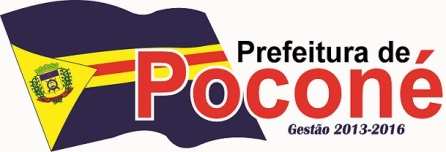 Prefeitura de
Poconé
Gestão 2013-2016